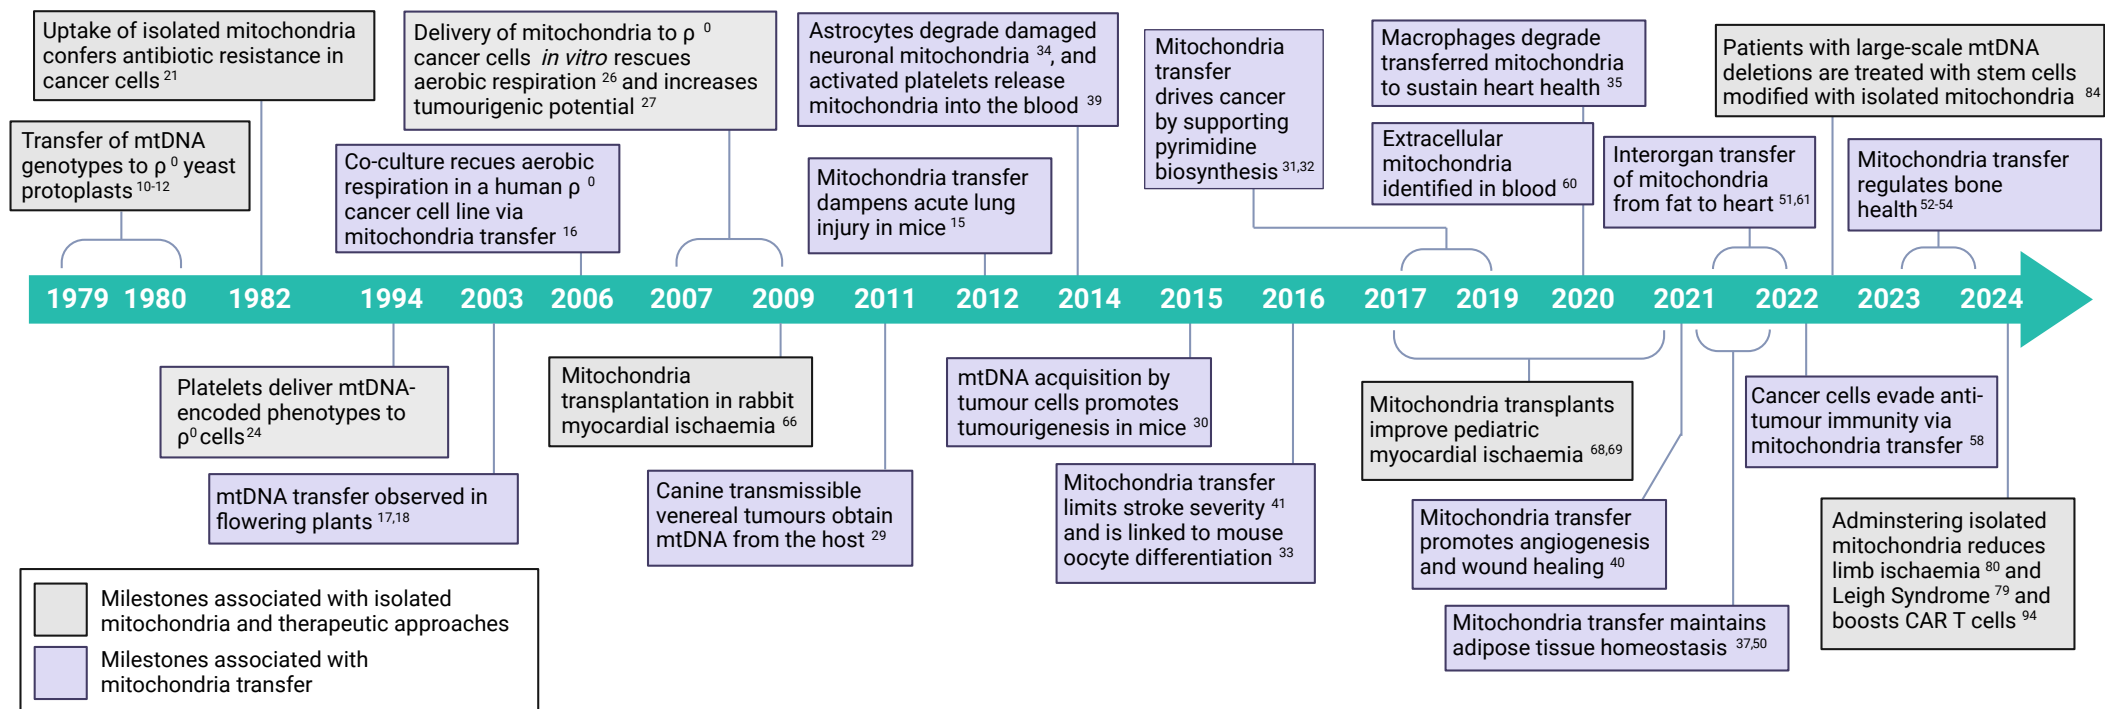 Uptake of isolated mitochondria
confers antibiotic resistance in
cancer cells 21
Transfer of mtDNA
genotypes to ρ 0 yeast
protoplasts 10-12
Delivery of mitochondria to ρ 0
cancer cells in vitro rescues
aerobic respiration 26 and increases
tumourigenic potential 27
Co-culture recues aerobic
respiration in a human ρ 0
cancer cell line via
mitochondria transfer 16
Astrocytes degrade damaged
neuronal mitochondria 34, and
activated platelets release
mitochondria into the blood 39
Mitochondria transfer
dampens acute lung
injury in mice 15
Mitochondria
transfer
drives cancer
by supporting
pyrimidine
biosynthesis 31,32
Macrophages degrade
transferred mitochondria
to sustain heart health 35
Extracellular
mitochondria
identified in blood 60
Interorgan transfer
of mitochondria
from fat to heart 51,61
Patients with large-scale mtDNA
deletions are treated with stem cells
modified with isolated mitochondria 84
Mitochondria transfer
regulates bone
health 52-54
1979 1980 1982 1994 2003 2006 2007 2009 2011 2012 2014 2015 2016 2017 2019 2020 2021 2022 2023 2024
Platelets deliver mtDNA-
encoded phenotypes to
ρ0 cells 24
mtDNA transfer observed in
flowering plants 17,18
Mitochondria
transplantation in rabbit
myocardial ischaemia 66
Canine transmissible
venereal tumours obtain
mtDNA from the host 29
mtDNA acquisition by
tumour cells promotes
tumourigenesis in mice 30
Mitochondria transfer
limits stroke severity 41
and is linked to mouse
oocyte differentiation 33
Mitochondria transplants
improve pediatric
myocardial ischaemia 68,69
Mitochondria transfer
promotes angiogenesis
and wound healing 40
Mitochondria transfer maintains
adipose tissue homeostasis 37,50
Cancer cells evade anti-
tumour immunity via
mitochondria transfer 58
Adminstering isolated
mitochondria reduces
limb ischaemia 80 and
Leigh Syndrome 79 and
boosts CAR T cells 94
Milestones associated with isolated
mitochondria and therapeutic approaches
Milestones associated with
mitochondria transfer